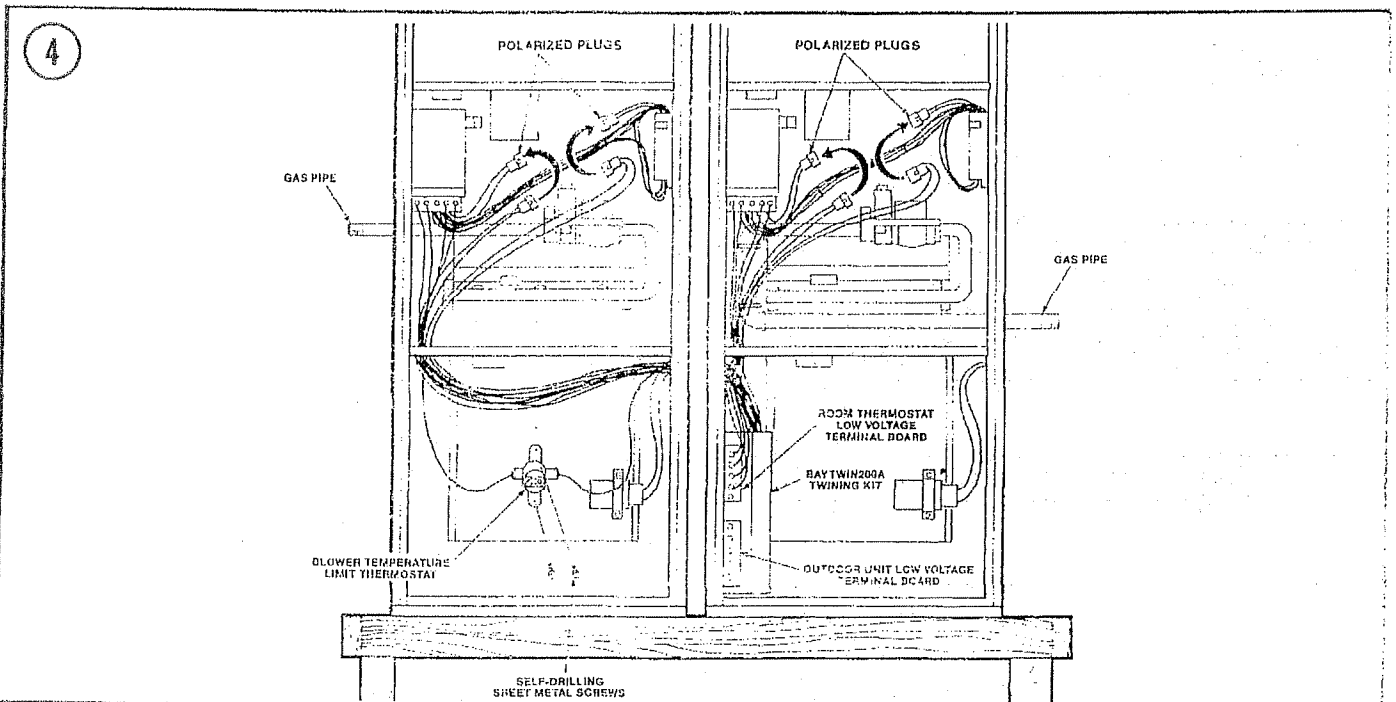 4
POLARIZED PLUGS
POLARIZED PLUGS
GAS PIPE
GAS PIPE
ROOM THERMOSTAT
LOW VOLTAGE
TERMINAL BOARD
BAYTWIN200A
TWINING KIT
BLOWER TEMPERATURE
LIMIT THERMOSTAT
OUTDOOR UNIT LOW VOLTAGE
TERMINAL BOARD
SELF-DRILLING
SHEET METAL SCREWS